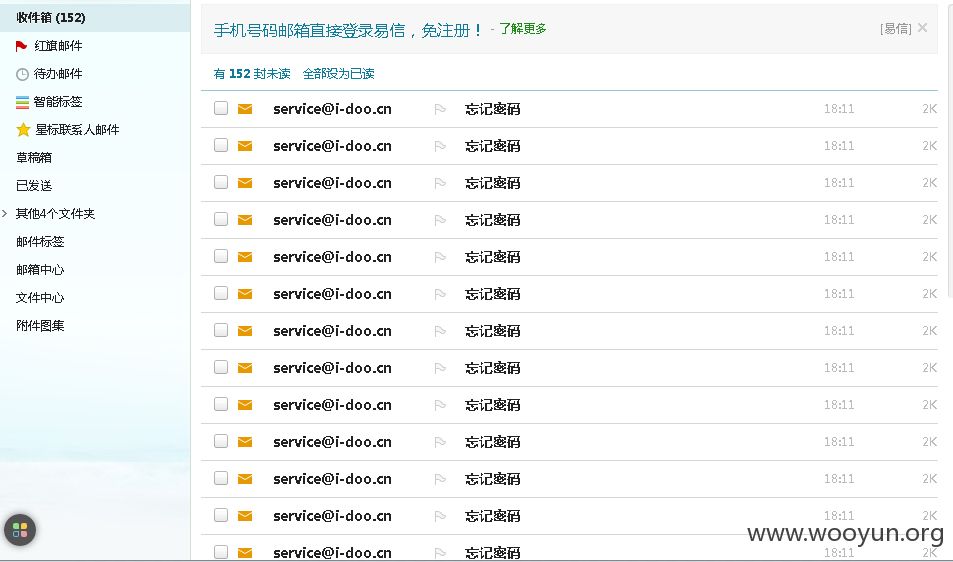 收件箱 (152)
红旗邮件
待办邮件
智能标签
星标联系人邮件
草稿箱
已发送
其他4个文件夹
邮件标签
邮箱中心
文件中心
附件图集
手机号码邮箱直接登录易信，免注册！ - 了解更多 [易信]
有 152 封未读 全部设为已读
service@i-doo.cn 忘记密码 18:11 2K
service@i-doo.cn 忘记密码 18:11 2K
service@i-doo.cn 忘记密码 18:11 2K
service@i-doo.cn 忘记密码 18:11 2K
service@i-doo.cn 忘记密码 18:11 2K
service@i-doo.cn 忘记密码 18:11 2K
service@i-doo.cn 忘记密码 18:11 2K
service@i-doo.cn 忘记密码 18:11 2K
service@i-doo.cn 忘记密码 18:11 2K
service@i-doo.cn 忘记密码 18:11 2K
service@i-doo.cn 忘记密码 18:11 2K
service@i-doo.cn 忘记密码 18:11 2K
www.wooyun.org
service@i-doo.cn 忘记密码 18:11 2K